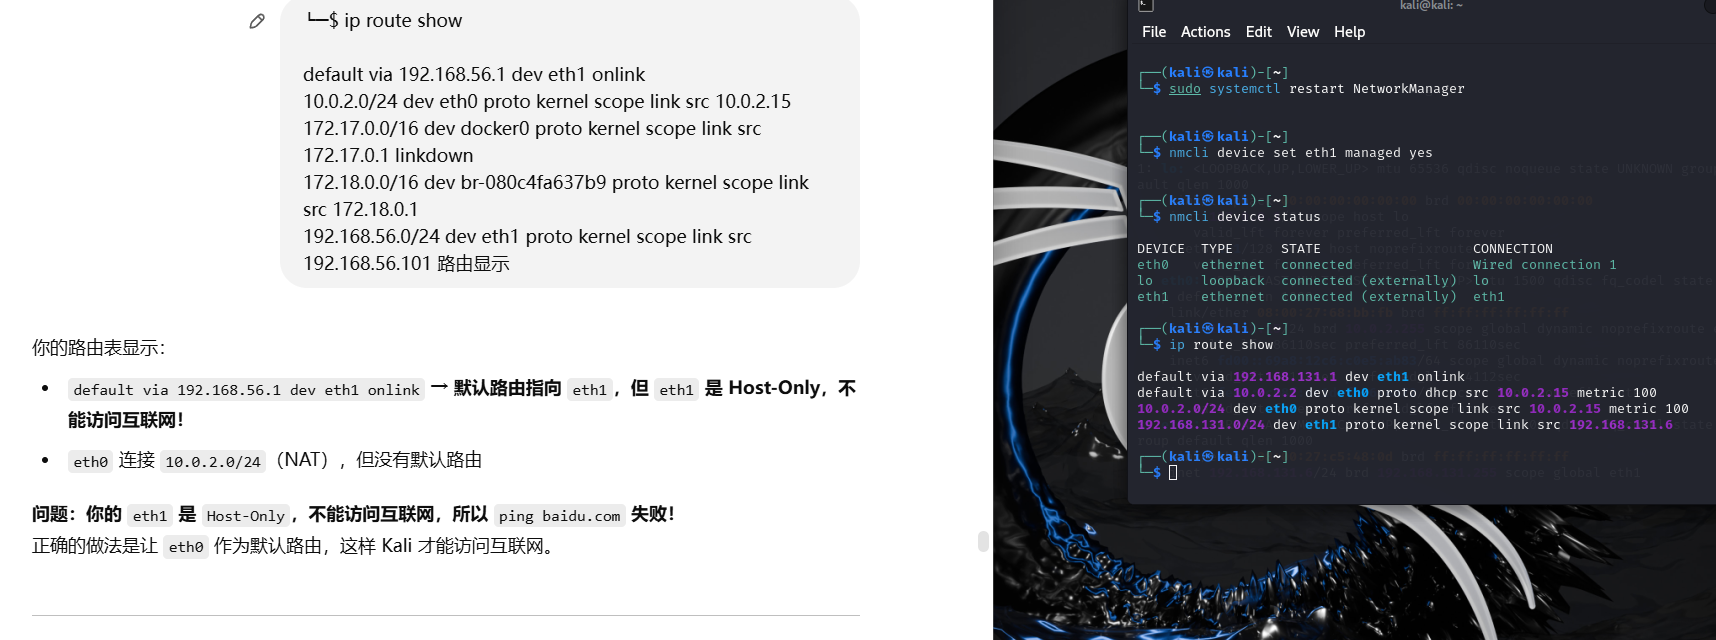 └─$ ip route show
default via 192.168.56.1 dev eth1 onlink
10.0.2.0/24 dev eth0 proto kernel scope link src 10.0.2.15
172.17.0.0/16 dev docker0 proto kernel scope link src
172.17.0.1 linkdown
172.18.0.0/16 dev br-080c4fa637b9 proto kernel scope link
src 172.18.0.1
192.168.56.0/24 dev eth1 proto kernel scope link src
192.168.56.101 路由显示
你的路由表显示：
• default via 192.168.56.1 dev eth1 onlink → 默认路由指向 eth1，但 eth1 是 Host-Only，不
能访问互联网！
• eth0 连接 10.0.2.0/24（NAT），但没有默认路由
问题：你的 eth1 是 Host-Only，不能访问互联网，所以 ping baidu.com 失败！
正确的做法是让 eth0 作为默认路由，这样 Kali 才能访问互联网。
kali@kali: ~
File Actions Edit View Help
┌──(kali㉿kali)-[~]
└─$ sudo systemctl restart NetworkManager
┌──(kali㉿kali)-[~]
└─$ nmcli device set eth1 managed yes
┌──(kali㉿kali)-[~]
└─$ nmcli device status
DEVICE TYPE STATE CONNECTION
eth0 ethernet connected Wired connection 1
lo loopback connected (externally) lo
eth1 ethernet connected (externally) eth1
┌──(kali㉿kali)-[~]
└─$ ip route show
default via 192.168.131.1 dev eth1 onlink
default via 10.0.2.2 dev eth0 proto dhcp src 10.0.2.15 metric 100
10.0.2.0/24 dev eth0 proto kernel scope link src 10.0.2.15 metric 100
192.168.131.0/24 dev eth1 proto kernel scope link src 192.168.131.6
┌──(kali㉿kali)-[~]
└─$